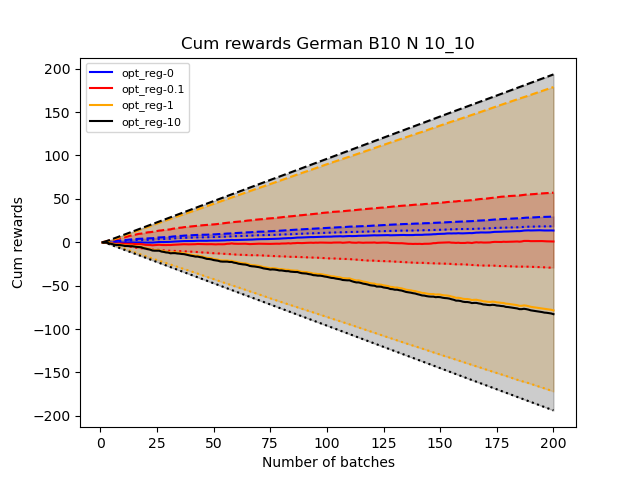 Cum rewards German B10 N 10_10
opt_reg-0
opt_reg-0.1
opt_reg-1
opt_reg-10
200
150
100
50
0
−50
−100
−150
−200
Cum rewards
0 25 50 75 100 125 150 175 200
Number of batches